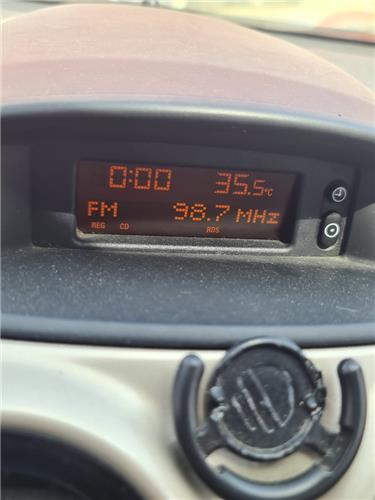 0:00 35.5°C
FM 98.7 MHz
REG CD RDS